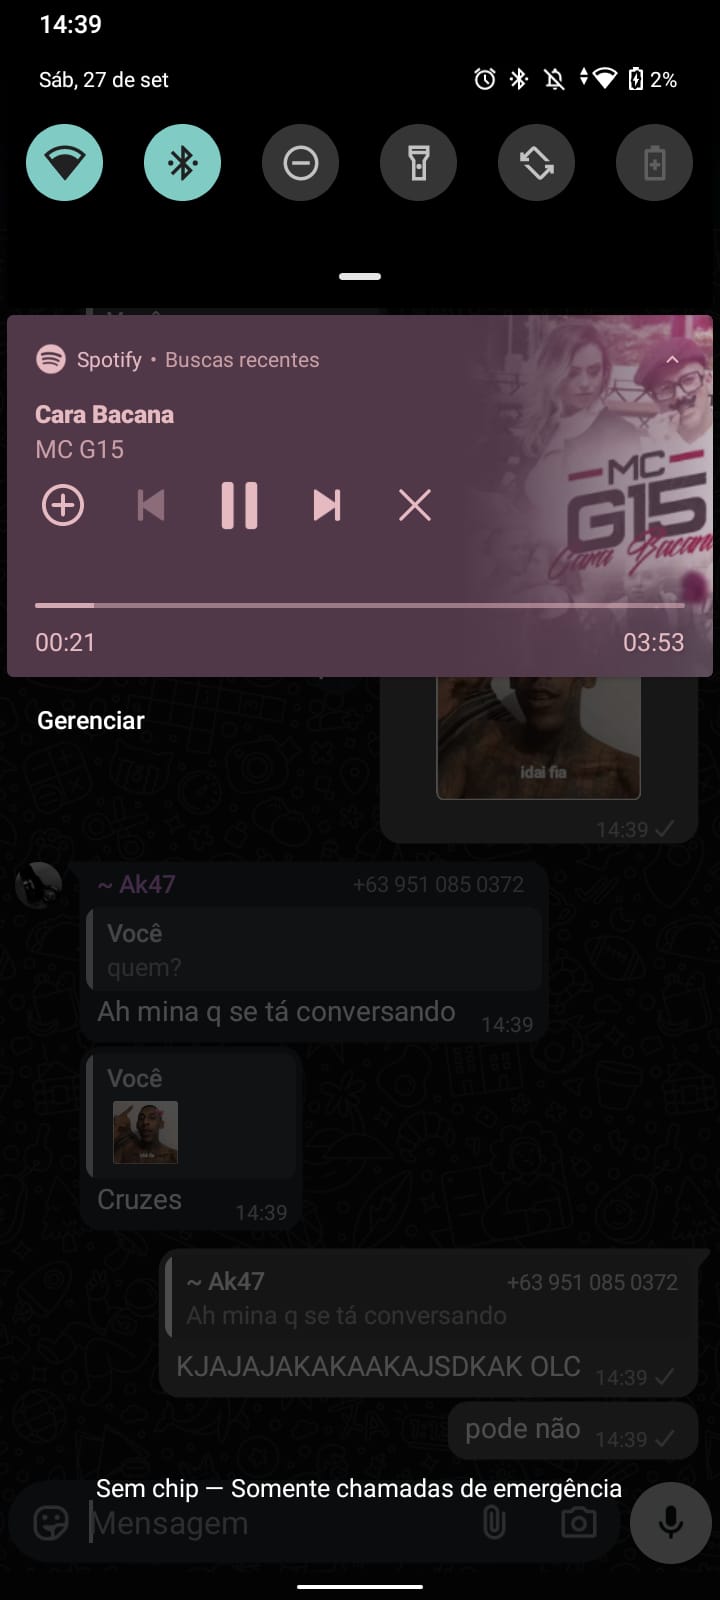 14:39
Sáb, 27 de set
2%
Spotify • Buscas recentes
Cara Bacana
MC G15
MC
G15
Cara Bacana
00:21
03:53
Gerenciar
idai fia
14:39
~ Ak47
+63 951 085 0372
Você
quem?
Ah mina q se tá conversando
14:39
Você
Cruzes
14:39
~ Ak47
+63 951 085 0372
Ah mina q se tá conversando
KJAJAJAKAKAAKAJSDKAK OLC
14:39
pode não
14:39
Sem chip — Somente chamadas de emergência
Mensagem